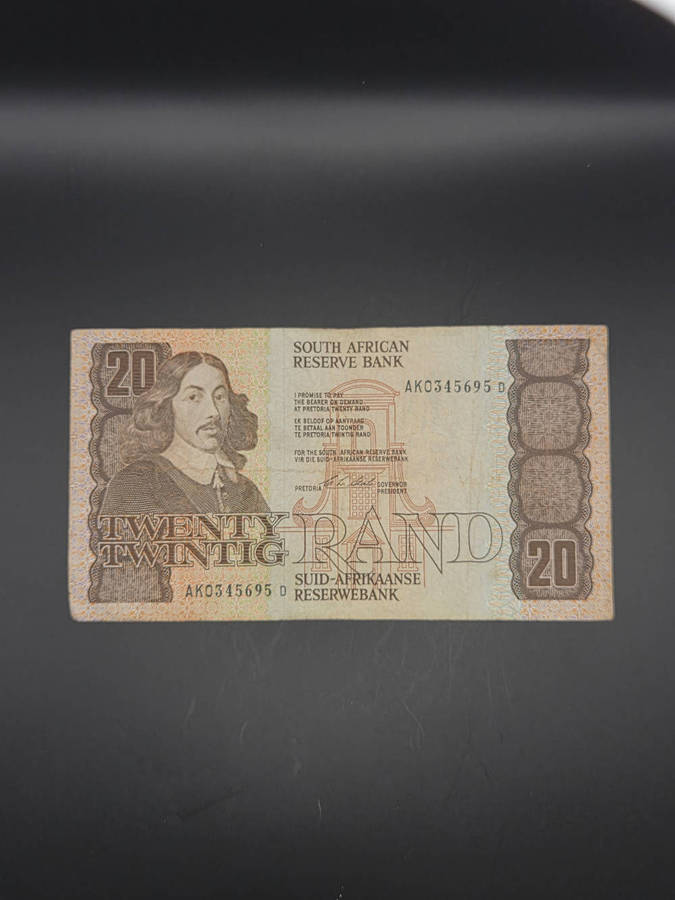 20
SOUTH AFRICAN
RESERVE BANK
AK0345695 D
I PROMISE TO PAY
THE BEARER ON DEMAND
AT PRETORIA TWENTY RAND
EK BELOOF OP AANVRAAG
TE BETAAL AAN TOONDER
TE PRETORIA TWINTIG RAND
FOR THE SOUTH AFRICAN RESERVE BANK
VIR DIE SUID-AFRIKAANSE RESERWEBANK
PRETORIA GOVERNOR
PRESIDENT
TWENTY
TWINTIG RAND
20
SUID-AFRIKAANSE
RESERWEBANK
AK0345695 D